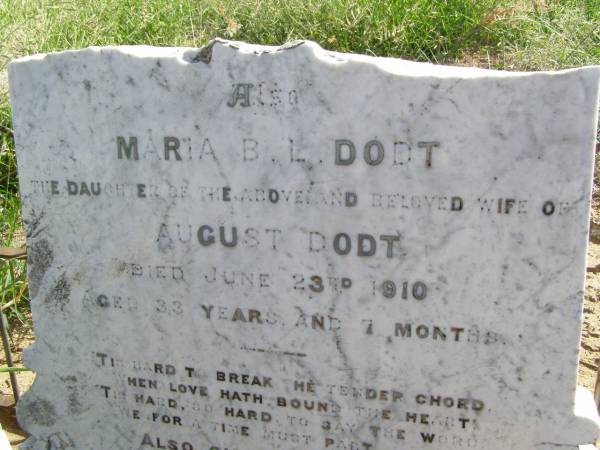 Also
MARIA B. L. DODT
THE DAUGHTER OF THE ABOVE, AND BELOVED WIFE OF
AUGUST DODT
DIED JUNE 23RD 1910
AGED 33 YEARS AND 7 MONTHS.
'TIS HARD TO BREAK THE TENDER CHORD,
WHEN LOVE HATH BOUND THE HEART;
'TIS HARD, SO HARD, TO SAY THE WORD
WE FOR A TIME MUST PART.
ALSO